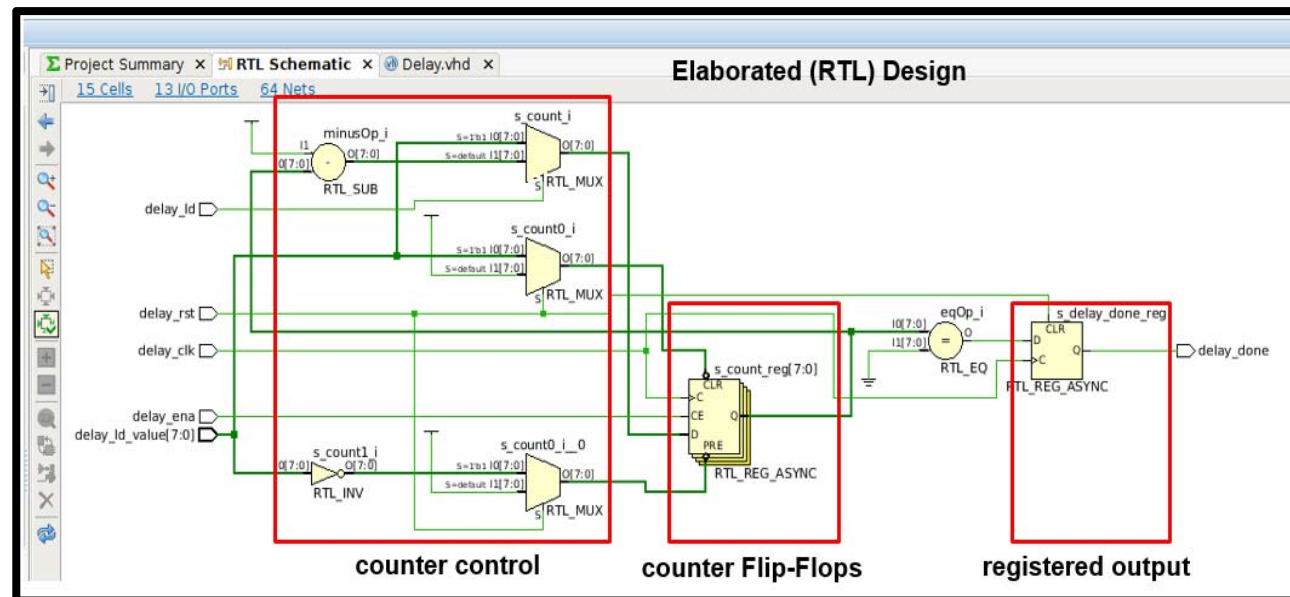 Project Summary × RTL Schematic × Delay.vhd ×
Elaborated (RTL) Design
15 Cells 13 I/O Ports 64 Nets
s_count_i
minusOp_i
S=1'b1 I0[7:0]
O[7:0]
I1
O[7:0]
S=default I1[7:0]
0[7:0]
-
S
RTL_MUX
RTL_SUB
delay_ld
s_count0_i
S=1'b1 I0[7:0]
O[7:0]
S=default I1[7:0]
RTL_MUX
S
delay_rst
s_delay_done_reg
eqOp_i
CLR
I0[7:0]
O
D
delay_clk
I1[7:0]
=
Q
delay_done
C
s_count_reg[7:0]
RTL_EQ
CLR
RTL_REG_ASYNC
C
delay_ena
CE
Q
delay_ld_value[7:0]
D
s_count1_i
s_count0_i__0
PRE
0[7:0]
O[7:0]
S=1'b1 I0[7:0]
O[7:0]
RTL_REG_ASYNC
S=default I1[7:0]
RTL_INV
S
RTL_MUX
counter control
counter Flip-Flops
registered output